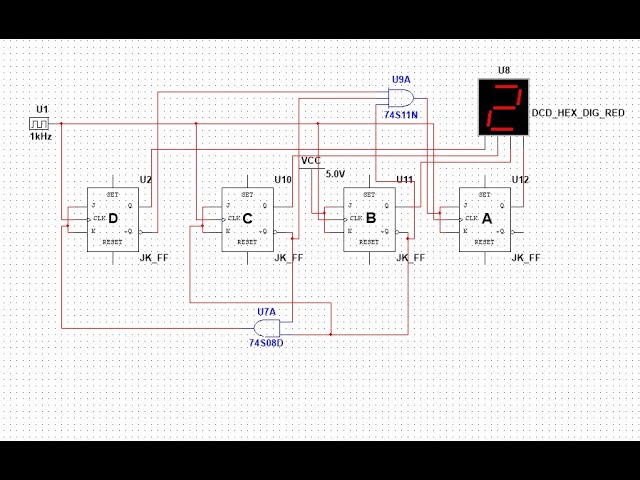 U9A
74S11N
U8
2
DCD_HEX_DIG_RED
U1
1kHz
VCC
5.0V
U2
SET
J Q
CLK
K ~Q
RESET
D
JK_FF
U10
SET
J Q
CLK
K ~Q
RESET
C
JK_FF
U11
SET
J Q
CLK
K ~Q
RESET
B
JK_FF
U12
SET
J Q
CLK
K ~Q
RESET
A
JK_FF
U7A
74S08D